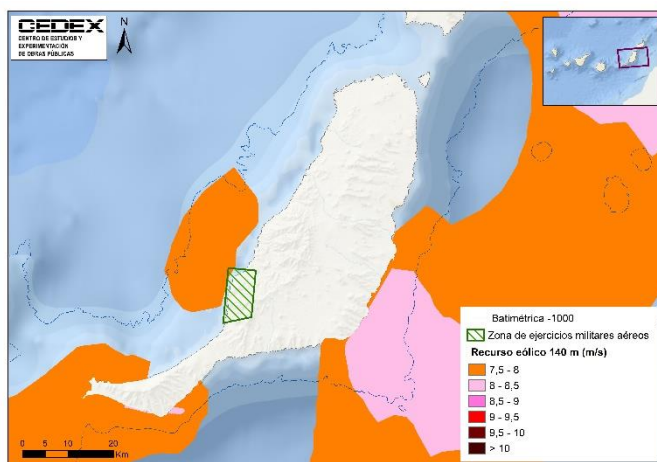 CEDEX
CENTRO DE ESTUDIOS Y
EXPERIMENTACIÓN
DE OBRAS PÚBLICAS
N
Batimétrica -1000
Zona de ejercicios militares aéreos
Recurso eólico 140 m (m/s)
7,5 - 8
8 - 8,5
8,5 - 9
9 - 9,5
9,5 - 10
> 10
0 5 10 20
Km